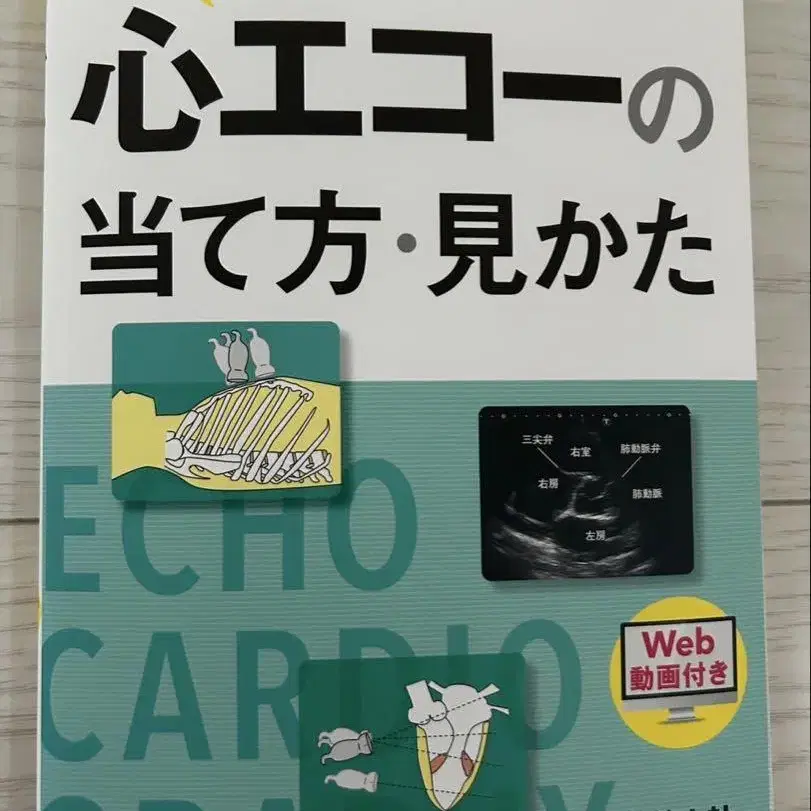 心エコーの
当て方・見かた
三尖弁
右室
肺動脈弁
右房
肺動脈
左房
ECHO
CARDIO
Web
動画付き